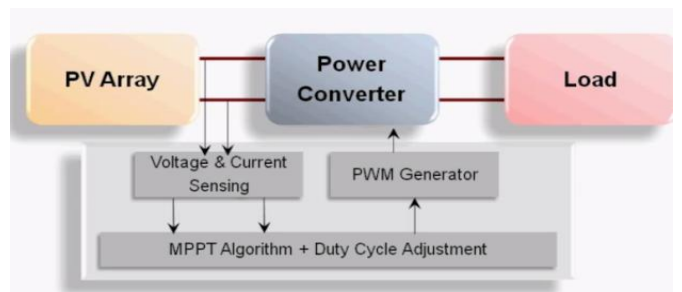 PV Array
Power
Converter
Load
Voltage & Current
Sensing
PWM Generator
MPPT Algorithm + Duty Cycle Adjustment